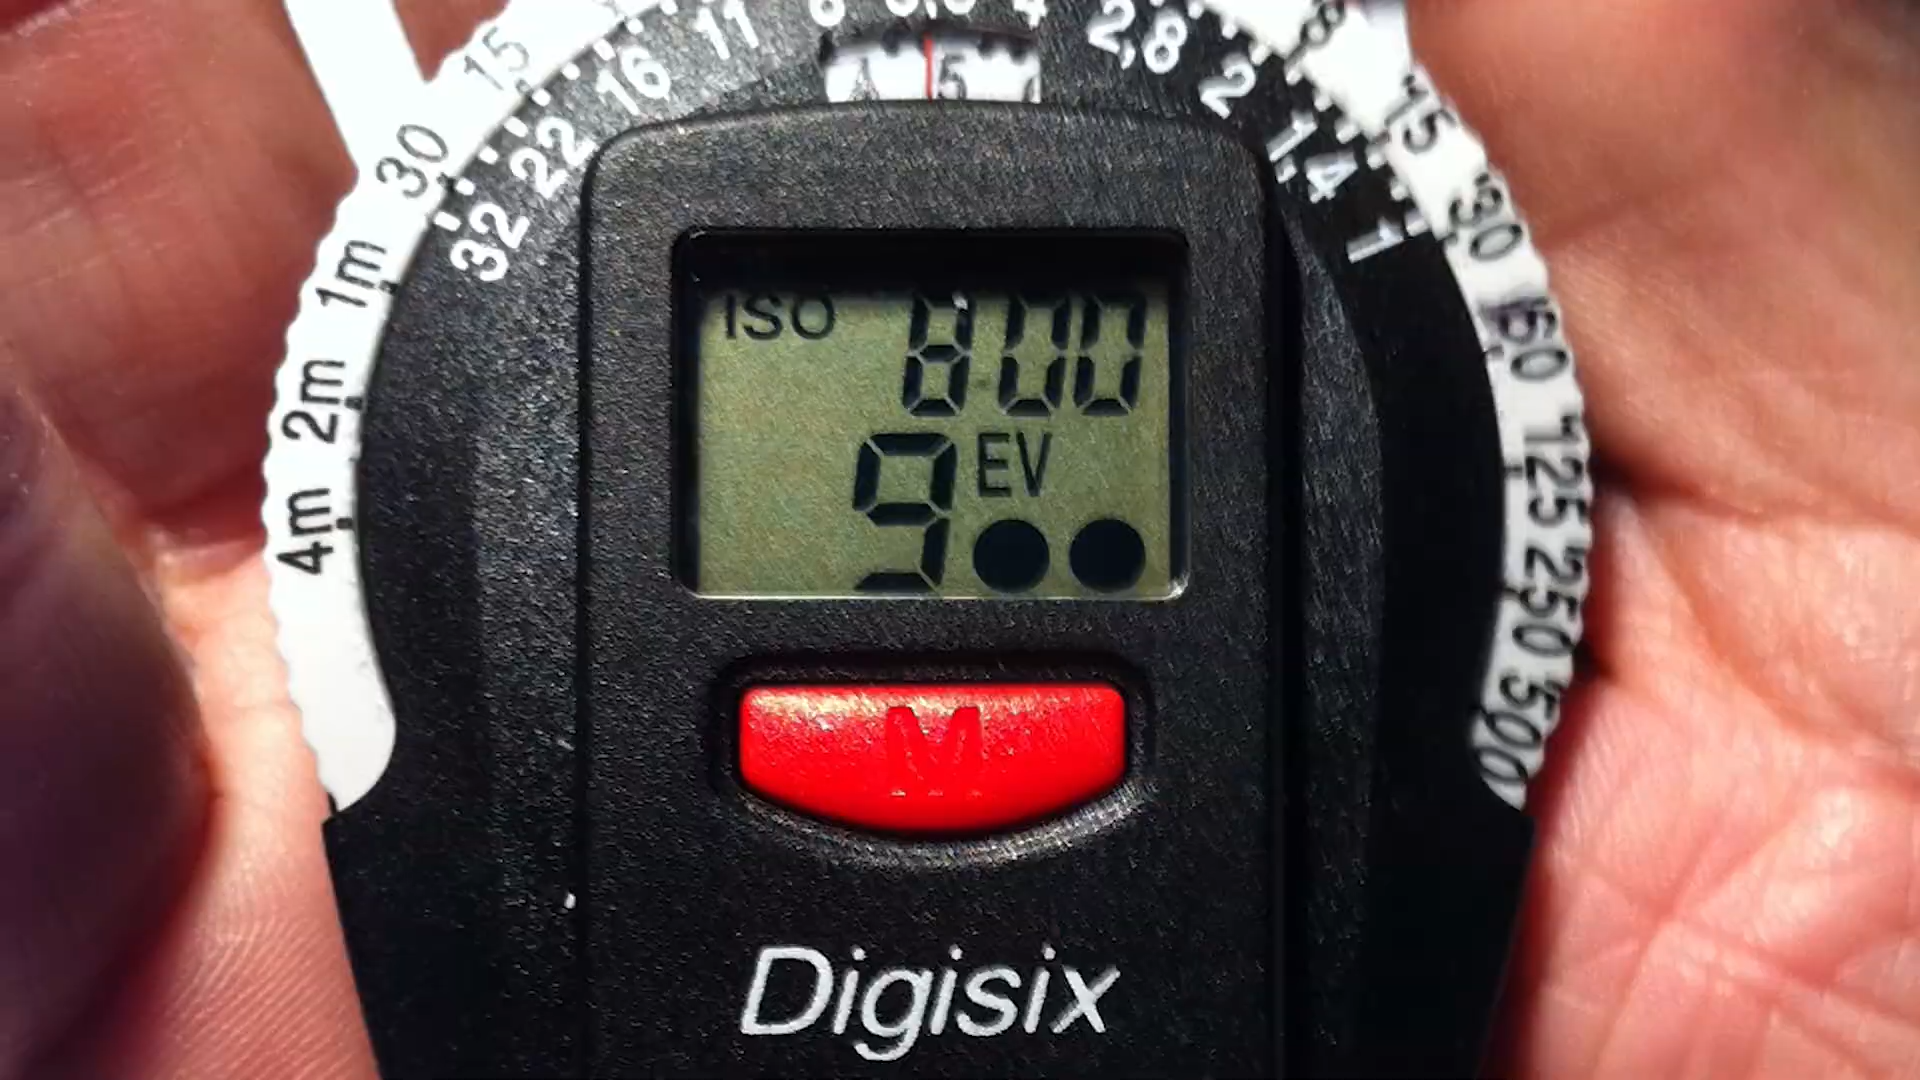 15 30 1m 2m 4m
32 22 16 11 8 5,6 4 2,8 2 1,4 1
5
∞ 15 30 60 125 250 500
ISO 800
9 EV
M
Digisix